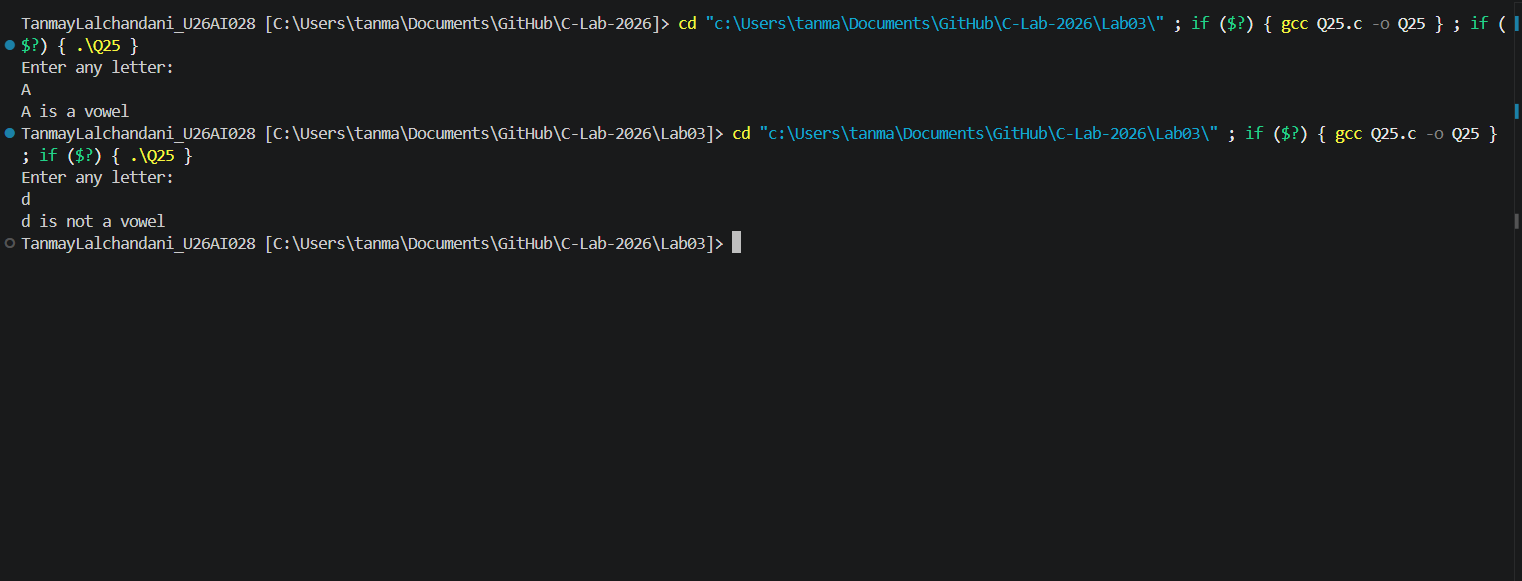 TanmayLalchandani_U26AI028 [C:\Users\tanma\Documents\GitHub\C-Lab-2026]> cd "c:\Users\tanma\Documents\GitHub\C-Lab-2026\Lab03\" ; if ($?) { gcc Q25.c -o Q25 } ; if (
$?) { .\Q25 }
Enter any letter:
A
A is a vowel
TanmayLalchandani_U26AI028 [C:\Users\tanma\Documents\GitHub\C-Lab-2026\Lab03]> cd "c:\Users\tanma\Documents\GitHub\C-Lab-2026\Lab03\" ; if ($?) { gcc Q25.c -o Q25 }
; if ($?) { .\Q25 }
Enter any letter:
d
d is not a vowel
TanmayLalchandani_U26AI028 [C:\Users\tanma\Documents\GitHub\C-Lab-2026\Lab03]>